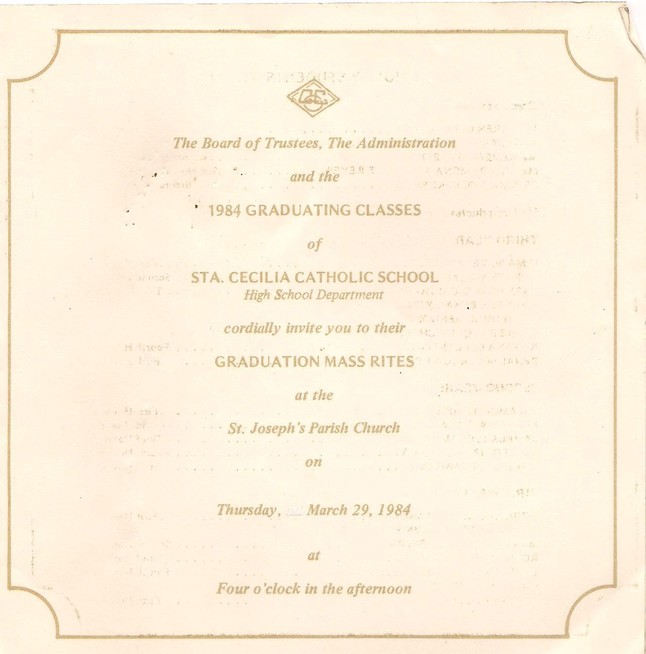 The Board of Trustees, The Administration
and the
1984 GRADUATING CLASSES
of
STA. CECILIA CATHOLIC SCHOOL
High School Department
cordially invite you to their
GRADUATION MASS RITES
at the
St. Joseph's Parish Church
on
Thursday, March 29, 1984
at
Four o'clock in the afternoon